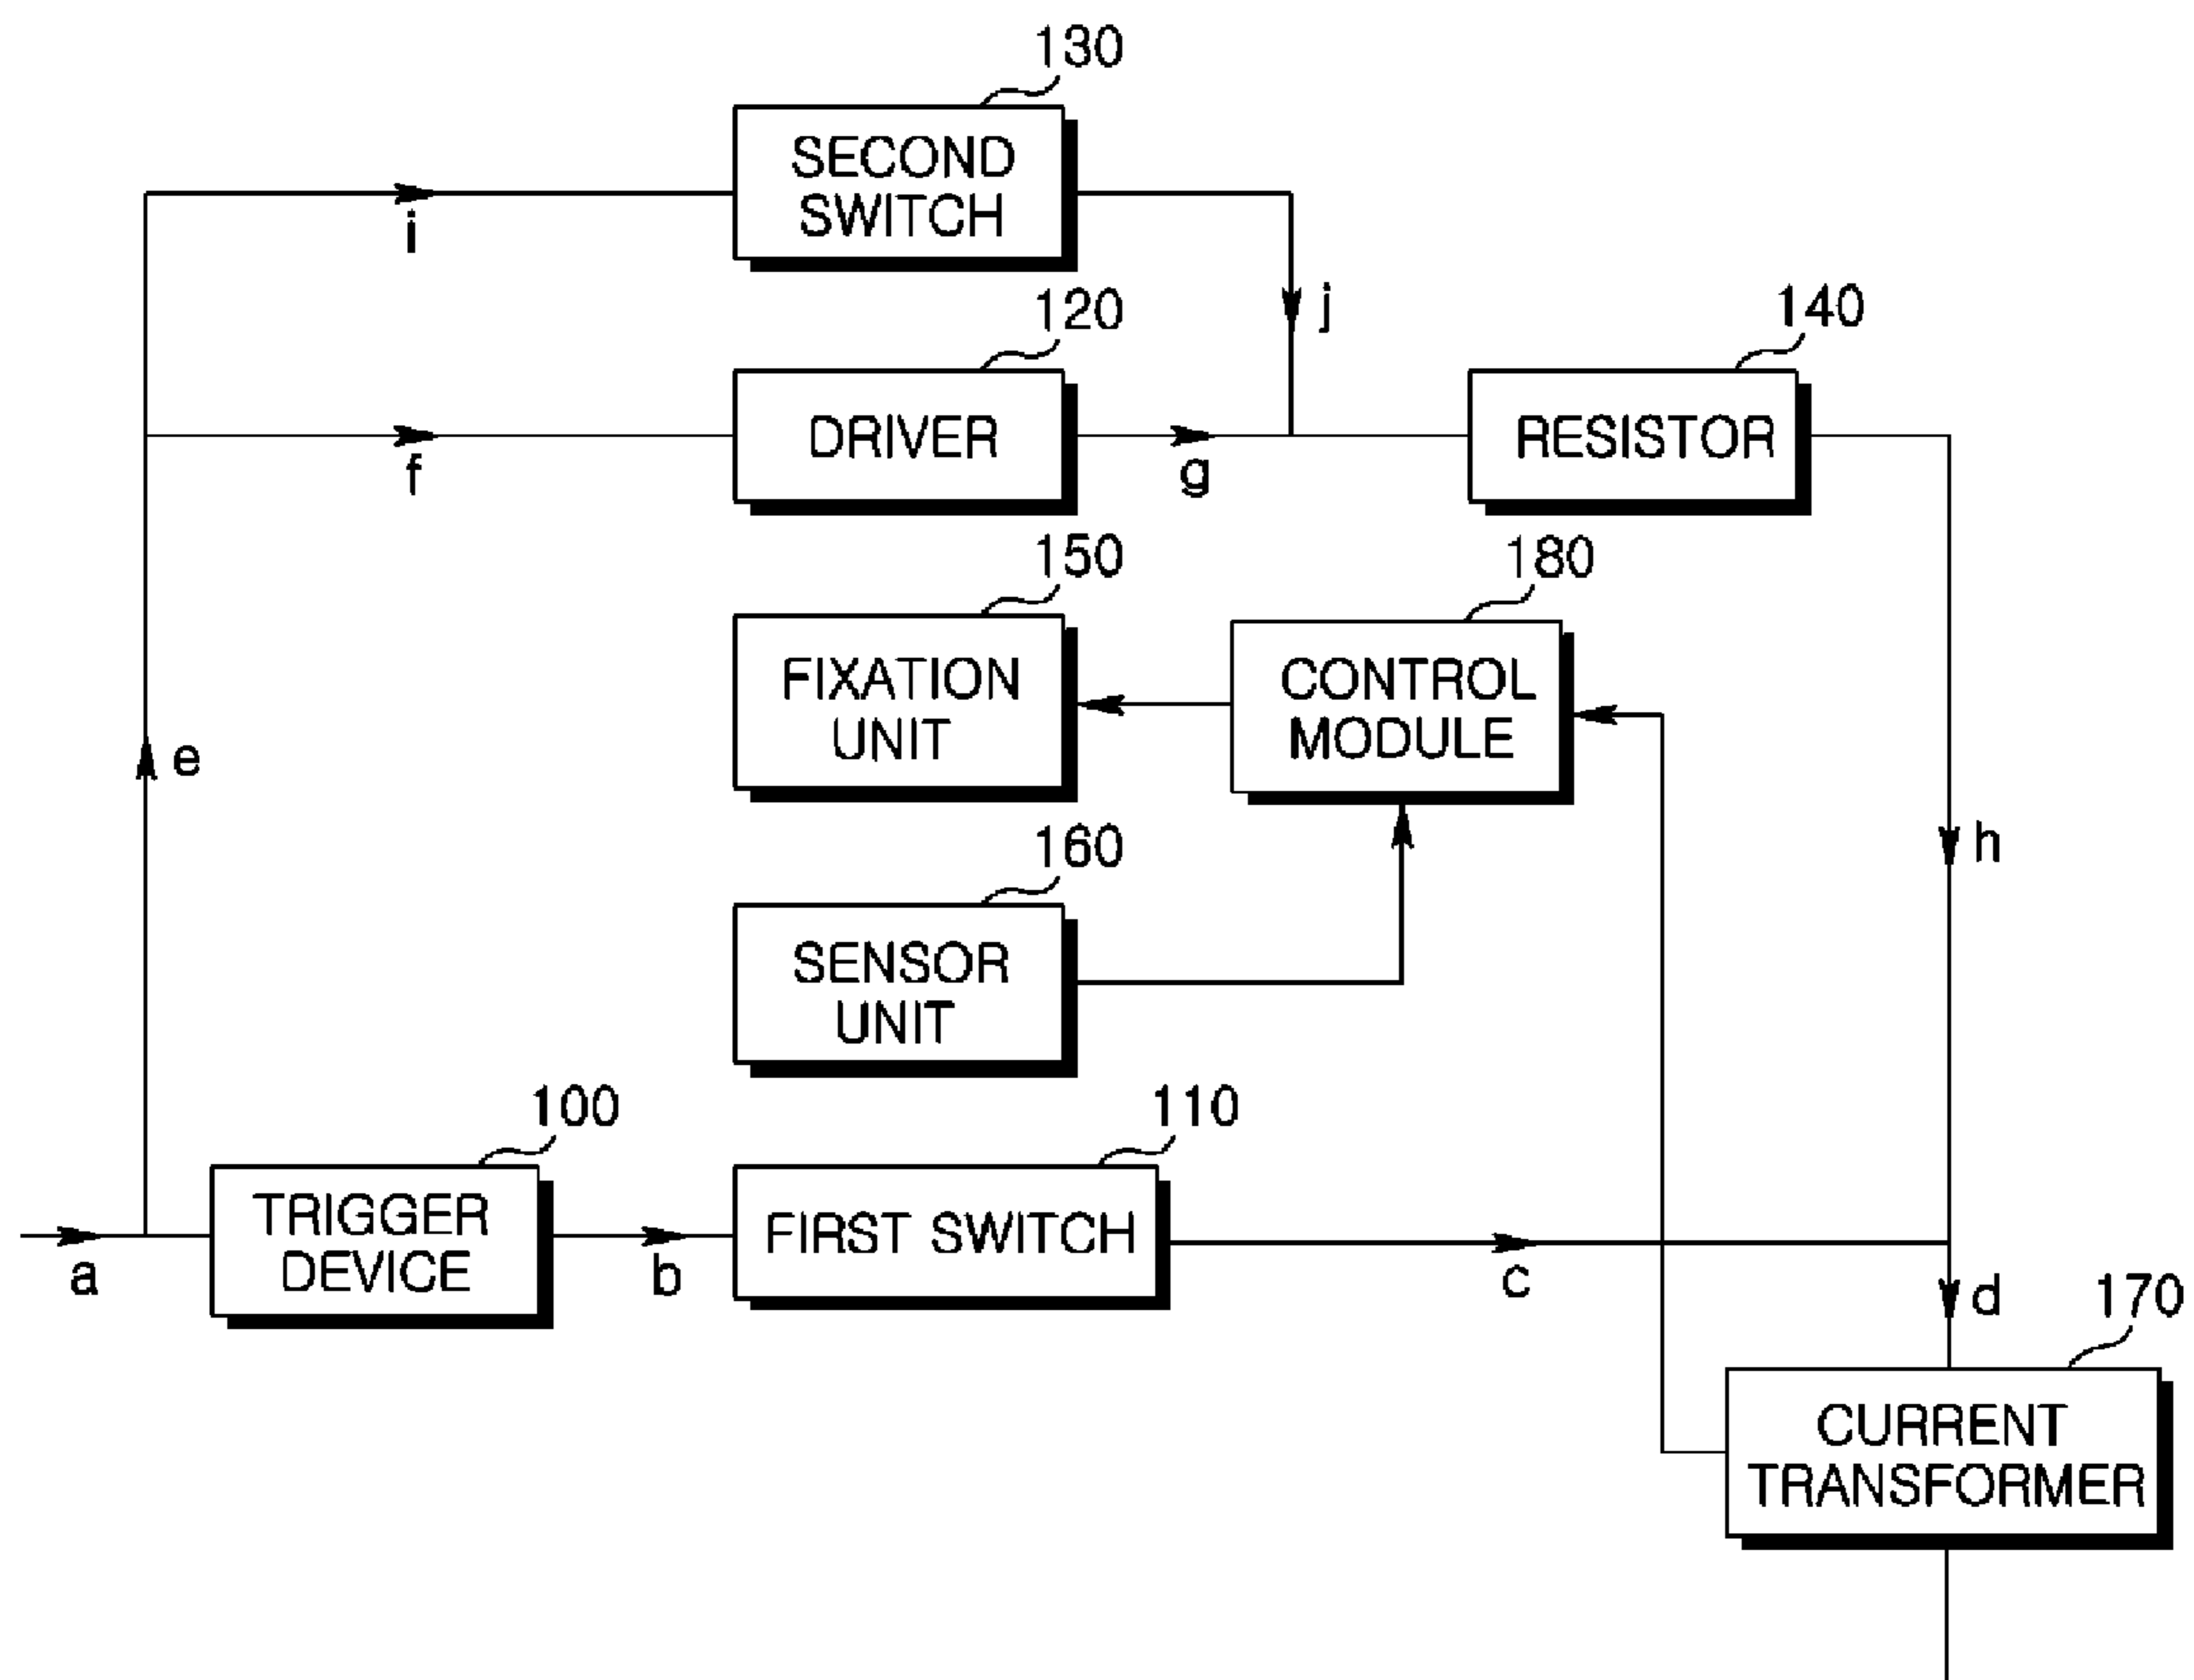 130
SECOND
SWITCH
i
j
120
DRIVER
f
g
140
RESISTOR
150
FIXATION
UNIT
180
CONTROL
MODULE
e
h
160
SENSOR
UNIT
100
TRIGGER
DEVICE
110
FIRST SWITCH
a
b
c
d
170
CURRENT
TRANSFORMER